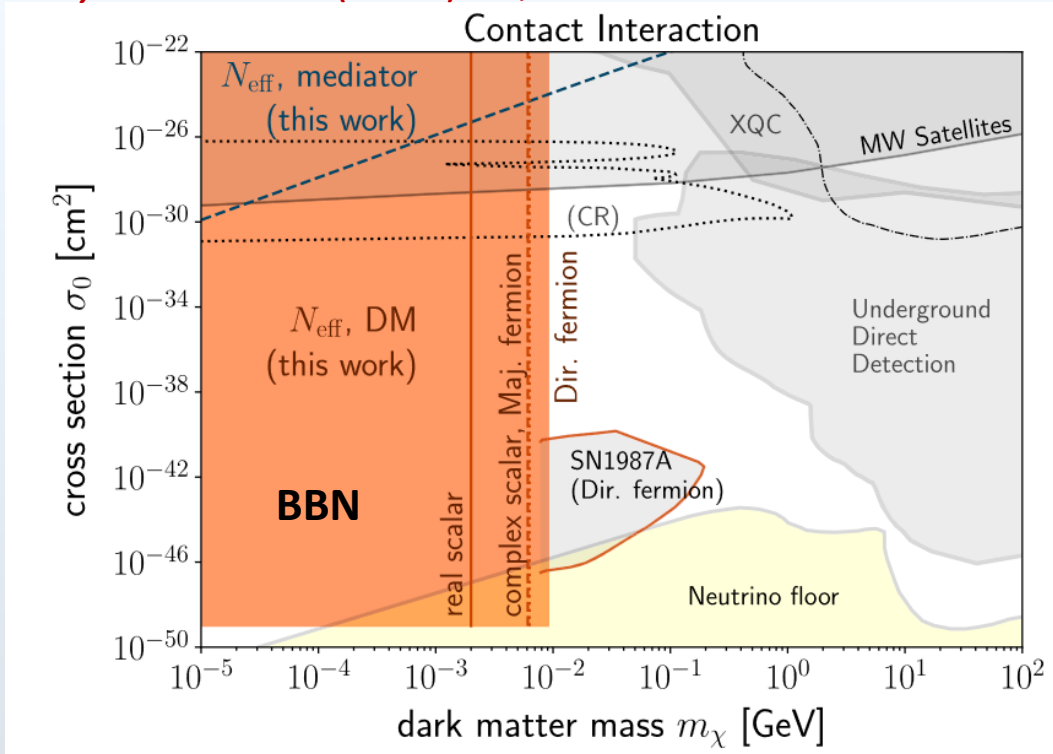 Contact Interaction
10⁻²²
10⁻²⁶
10⁻³⁰
10⁻³⁴
10⁻³⁸
10⁻⁴²
10⁻⁴⁶
10⁻⁵⁰
cross section σ₀ [cm²]
N_eff, mediator
(this work)
XQC
MW Satellites
(CR)
N_eff, DM
(this work)
Underground
Direct
Detection
real scalar
complex scalar, Maj. fermion
Dir. fermion
SN1987A
(Dir. fermion)
BBN
Neutrino floor
10⁻⁵
10⁻⁴
10⁻³
10⁻²
10⁻¹
10⁰
10¹
10²
dark matter mass m_χ [GeV]